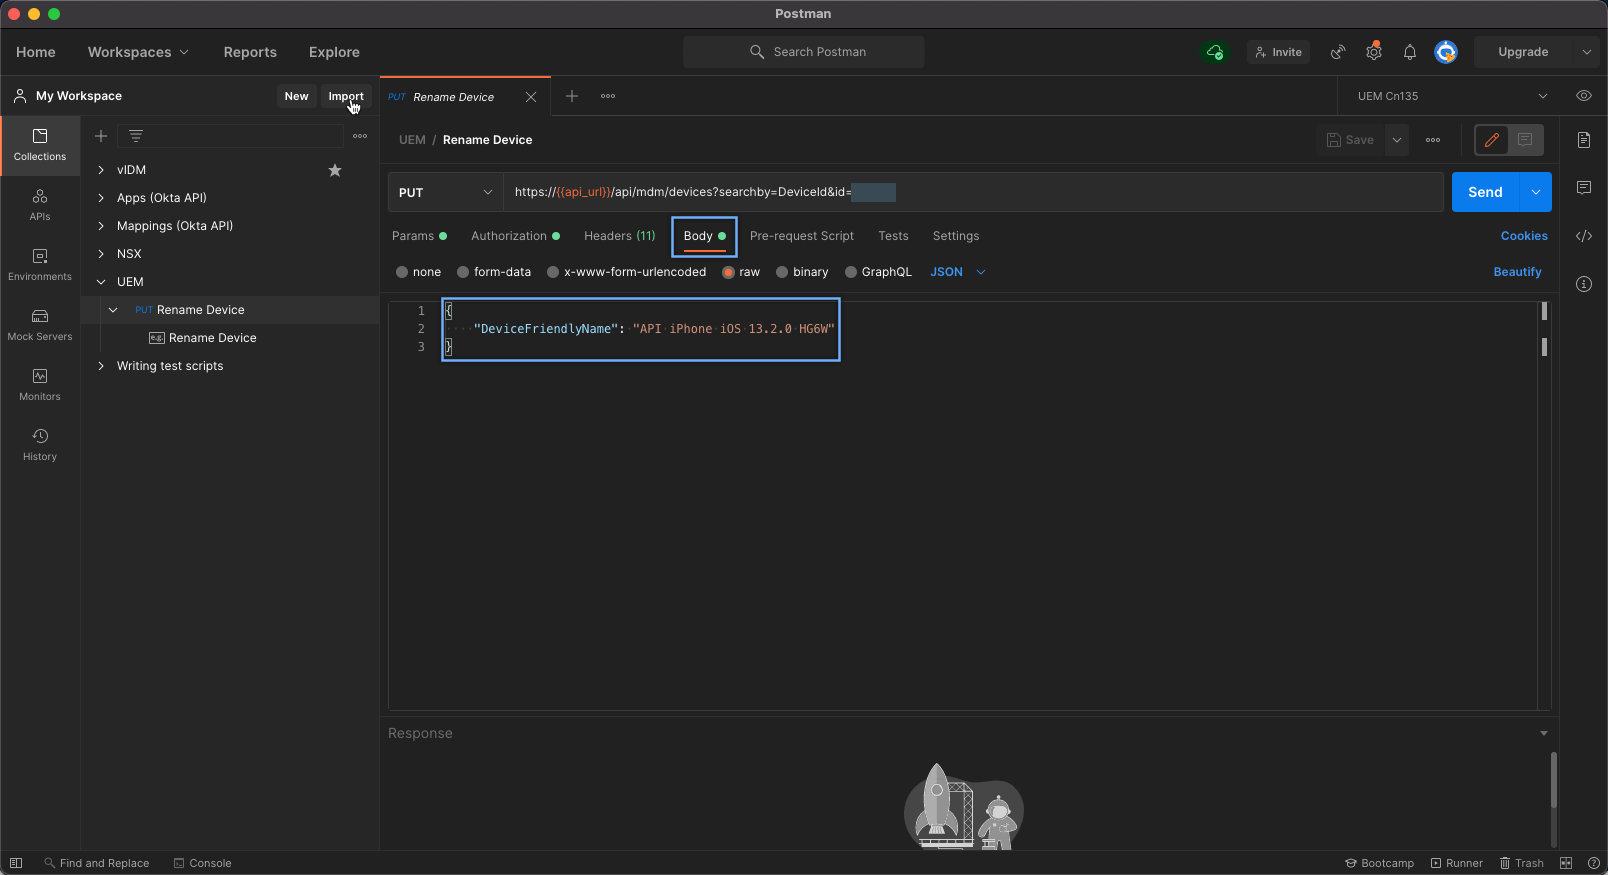 Postman
Home Workspaces Reports Explore Search Postman Invite Upgrade
My Workspace New Import PUT Rename Device UEM Cn135
Collections
APIs
Environments
Mock Servers
Monitors
History
vIDM
Apps (Okta API)
Mappings (Okta API)
NSX
UEM
PUT Rename Device
e.g. Rename Device
Writing test scripts
UEM / Rename Device Save
PUT https://{{api_url}}/api/mdm/devices?searchby=DeviceId&id= Send
Params Authorization Headers (11) Body Pre-request Script Tests Settings Cookies
none form-data x-www-form-urlencoded raw binary GraphQL JSON Beautify
1 {
2 "DeviceFriendlyName": "API iPhone iOS 13.2.0 HG6W"
3 }
Response
Find and Replace Console Bootcamp Runner Trash